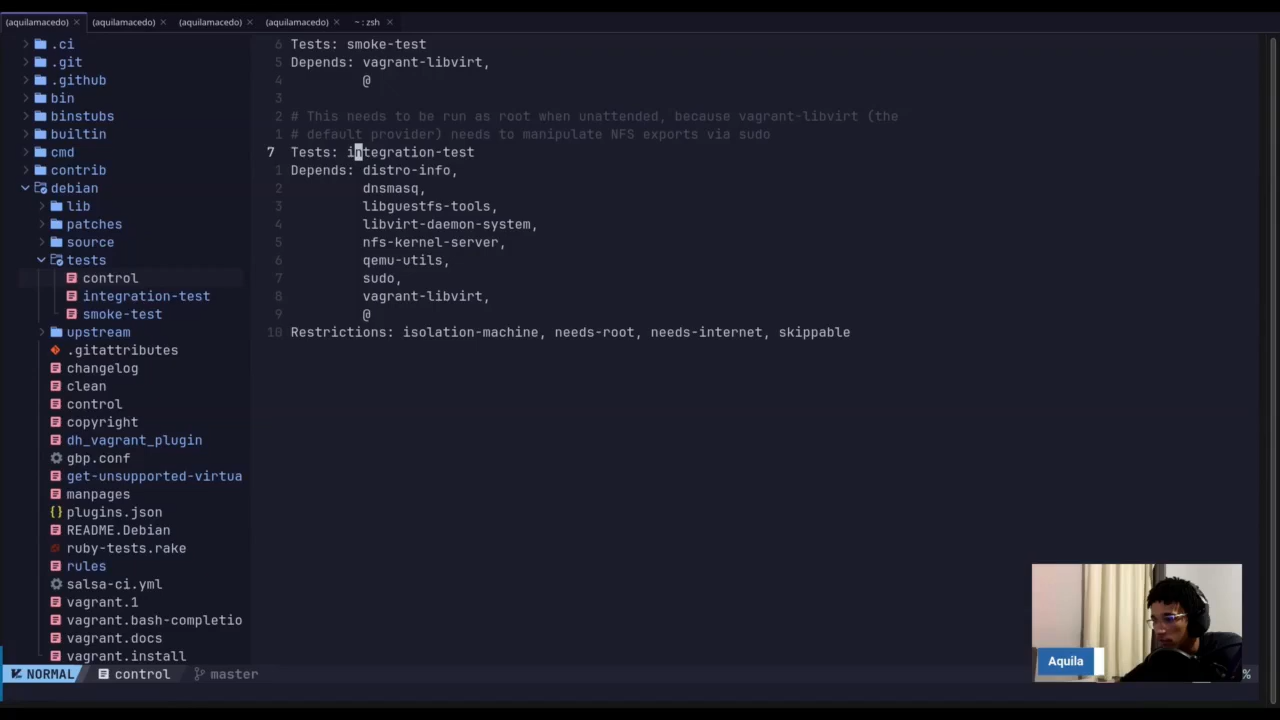 (aquilamacedo) × (aquilamacedo) × (aquilamacedo) × (aquilamacedo) × ~ : zsh ×
.ci
.git
.github
bin
binstubs
builtin
cmd
contrib
debian
lib
patches
source
tests
control
integration-test
smoke-test
upstream
.gitattributes
changelog
clean
control
copyright
dh_vagrant_plugin
gbp.conf
get-unsupported-virtua
manpages
{} plugins.json
README.Debian
ruby-tests.rake
rules
salsa-ci.yml
vagrant.1
vagrant.bash-completio
vagrant.docs
vagrant.install
6 Tests: smoke-test
5 Depends: vagrant-libvirt,
4 @
3
2 # This needs to be run as root when unattended, because vagrant-libvirt (the
1 # default provider) needs to manipulate NFS exports via sudo
7 Tests: integration-test
1 Depends: distro-info,
2 dnsmasq,
3 libguestfs-tools,
4 libvirt-daemon-system,
5 nfs-kernel-server,
6 qemu-utils,
7 sudo,
8 vagrant-libvirt,
9 @
10 Restrictions: isolation-machine, needs-root, needs-internet, skippable
Aquila
NORMAL control master %